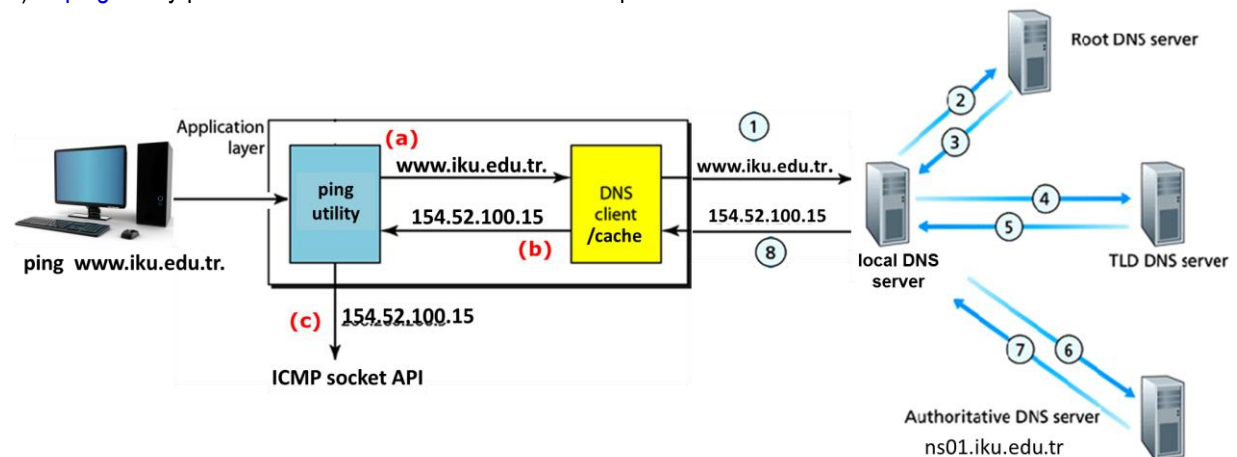 ping
Root DNS server
Application
layer
(a)
www.iku.edu.tr.
1
www.iku.edu.tr.
2
3
ping
utility
DNS
client
/cache
154.52.100.15
(b)
154.52.100.15
8
4
5
local DNS
server
TLD DNS server
ping www.iku.edu.tr.
(c)
154.52.100.15
ICMP socket API
7
6
Authoritative DNS server
ns01.iku.edu.tr